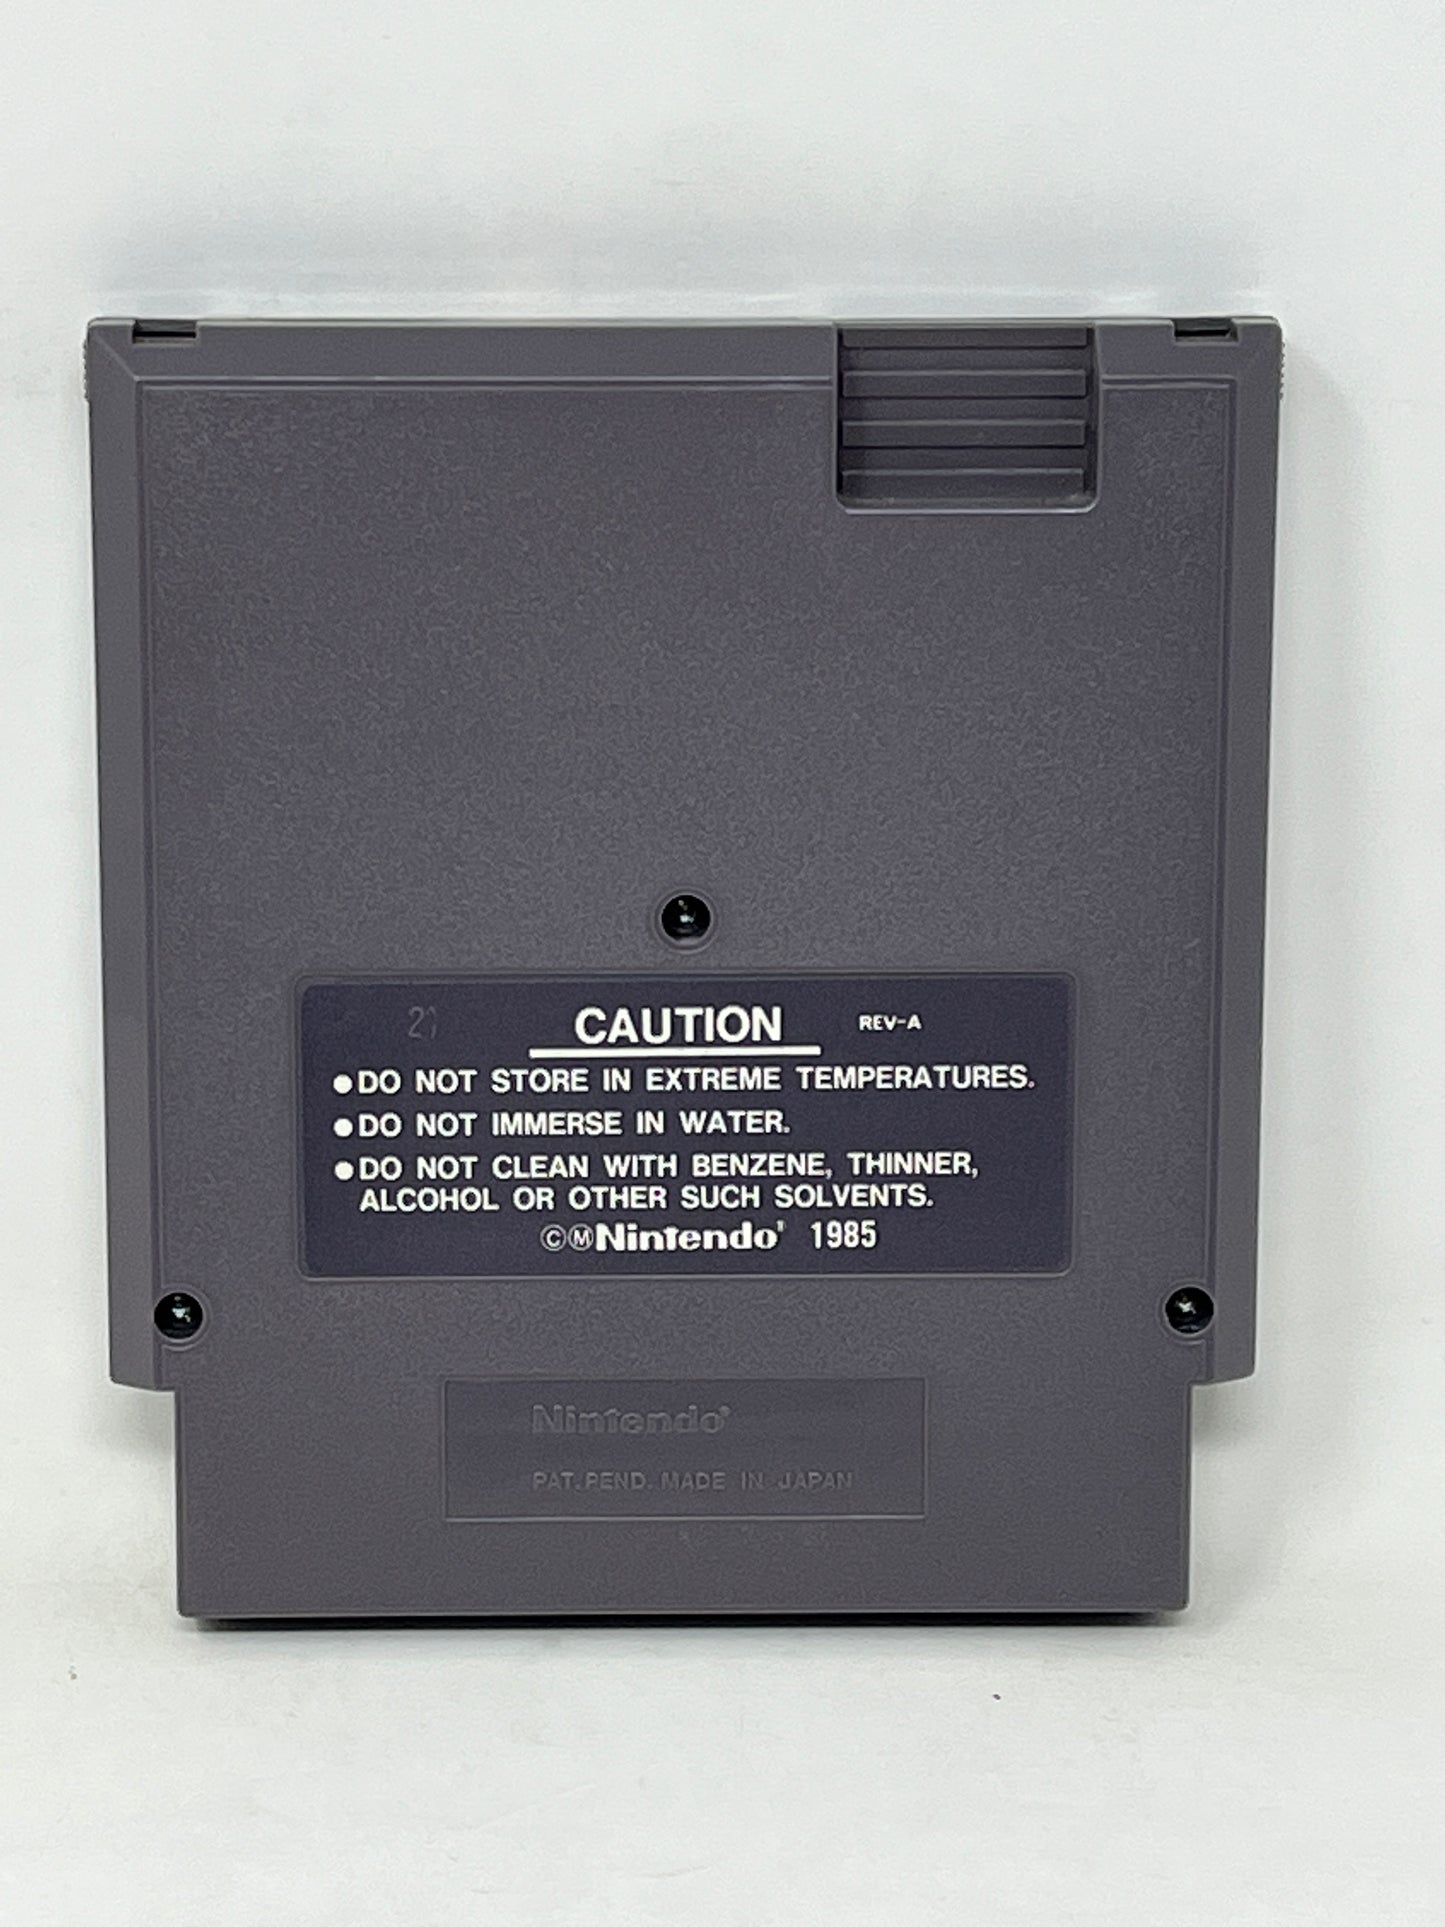 21
CAUTION REV-A
●DO NOT STORE IN EXTREME TEMPERATURES.
●DO NOT IMMERSE IN WATER.
●DO NOT CLEAN WITH BENZENE, THINNER,
ALCOHOL OR OTHER SUCH SOLVENTS.
ⒸⓂNintendo® 1985
Nintendo®
PAT. PEND. MADE IN JAPAN